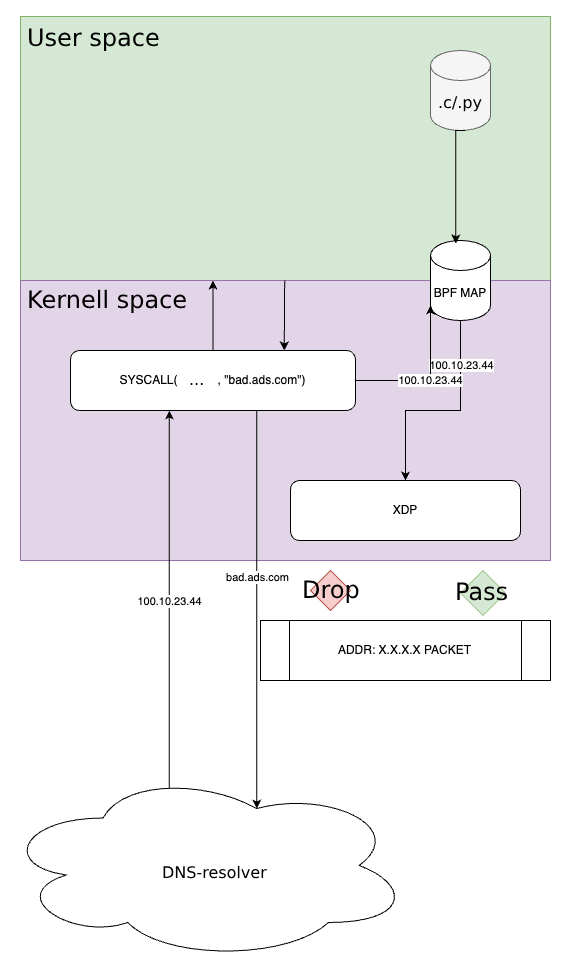 User space
.c/.py
BPF MAP
Kernell space
100.10.23.44
SYSCALL( ... , "bad.ads.com")
100.10.23.44
XDP
bad.ads.com
Drop
Pass
100.10.23.44
ADDR: X.X.X.X PACKET
DNS-resolver